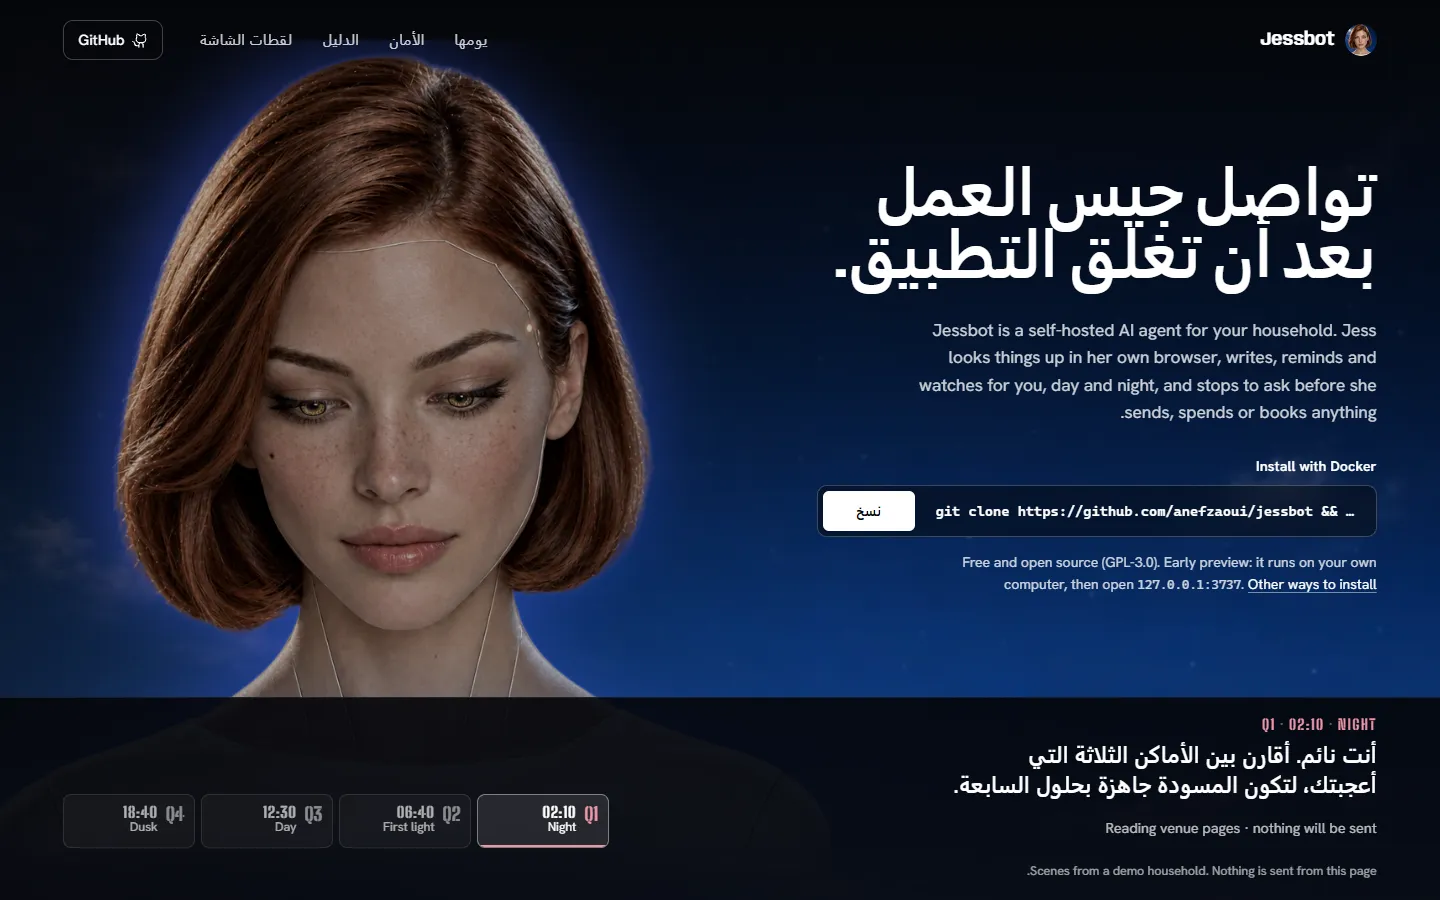 Jessbot
يومها
الأمان
الدليل
لقطات الشاشة
GitHub
تواصل جيس العمل
بعد أن تغلق التطبيق.
Jessbot is a self-hosted AI agent for your household. Jess
looks things up in her own browser, writes, reminds and
watches for you, day and night, and stops to ask before she
.sends, spends or books anything
Install with Docker
git clone https://github.com/anefzaoui/jessbot && …
نسخ
Free and open source (GPL-3.0). Early preview: it runs on your own
computer, then open 127.0.0.1:3737. Other ways to install
Q1 · 02:10 · NIGHT
أنت نائم. أقارن بين الأماكن الثلاثة التي
أعجبتك، لتكون المسودة جاهزة بحلول السابعة.
Reading venue pages · nothing will be sent
.Scenes from a demo household. Nothing is sent from this page
Q1 02:10
Night
Q2 06:40
First light
Q3 12:30
Day
Q4 18:40
Dusk